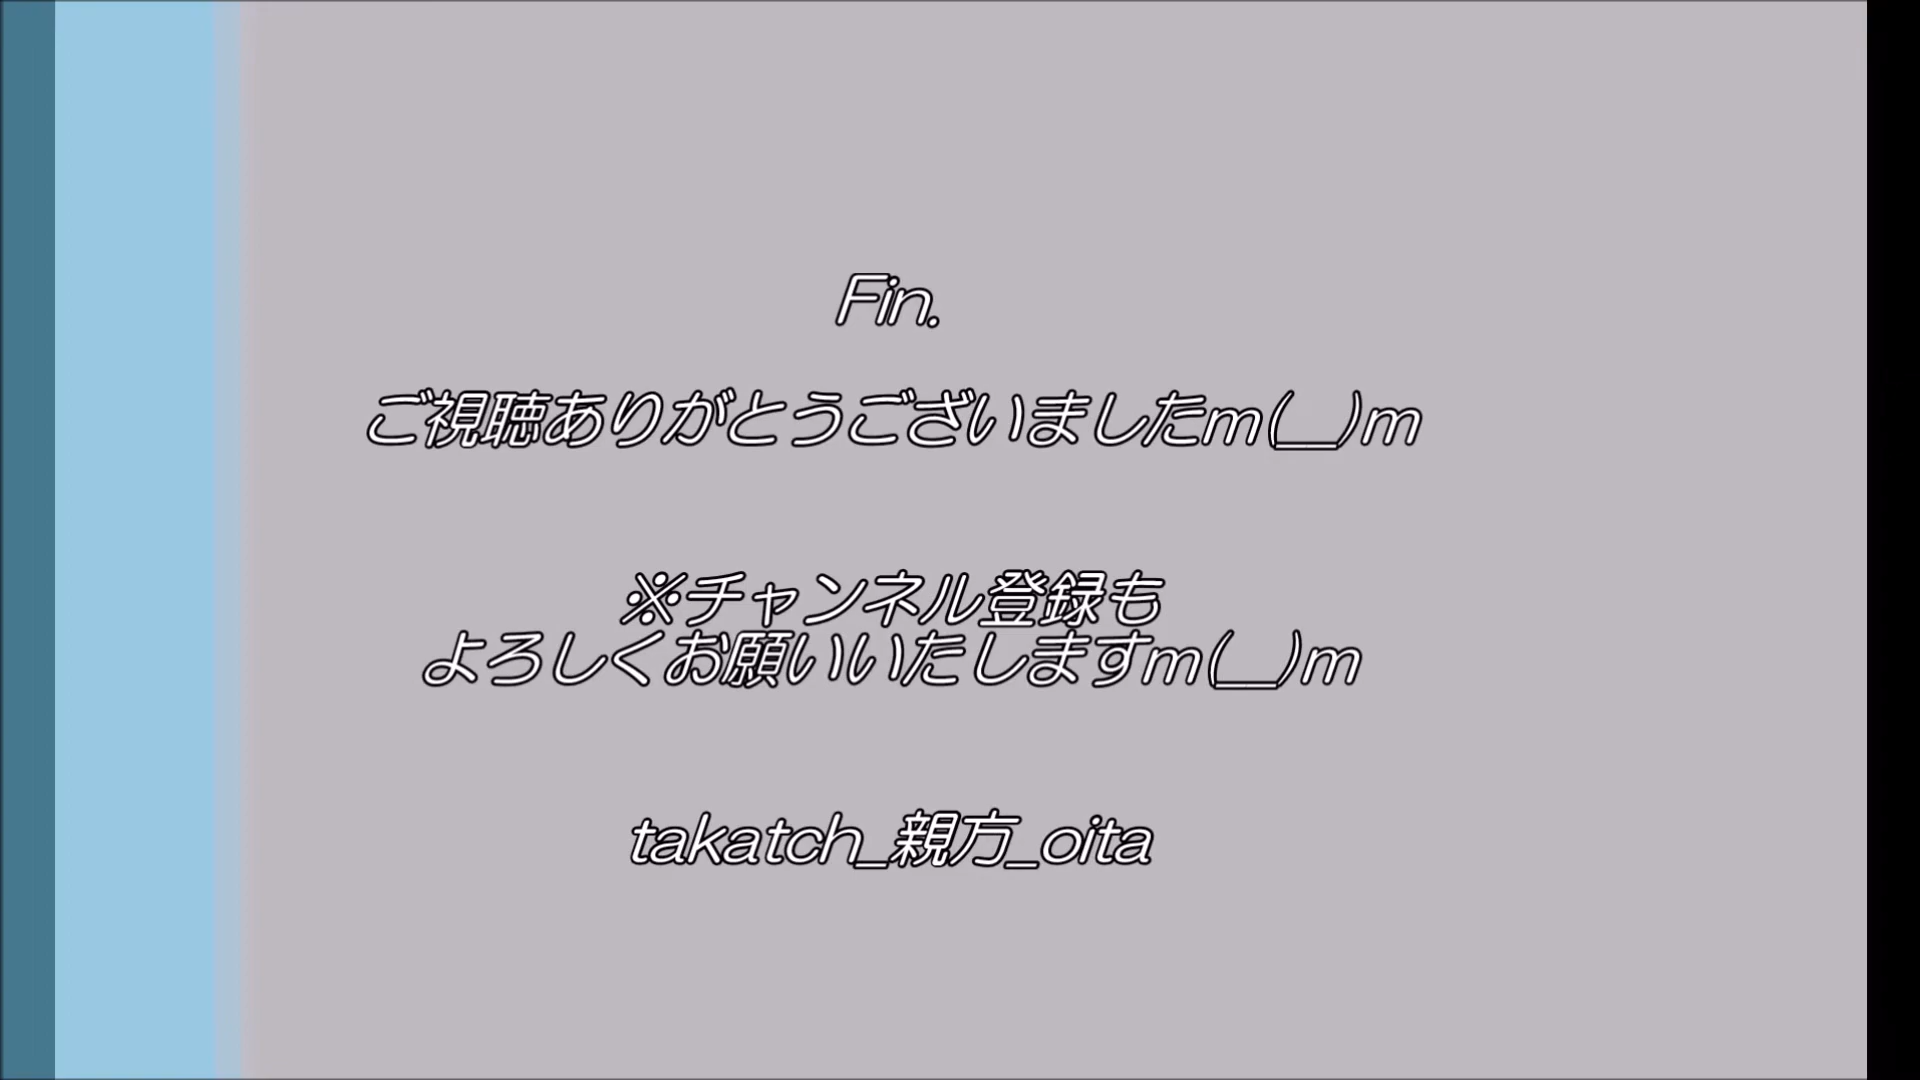 Fin.
ご視聴ありがとうございましたm(__)m
※チャンネル登録も
よろしくお願いいたしますm(__)m
takatch_親方_oita